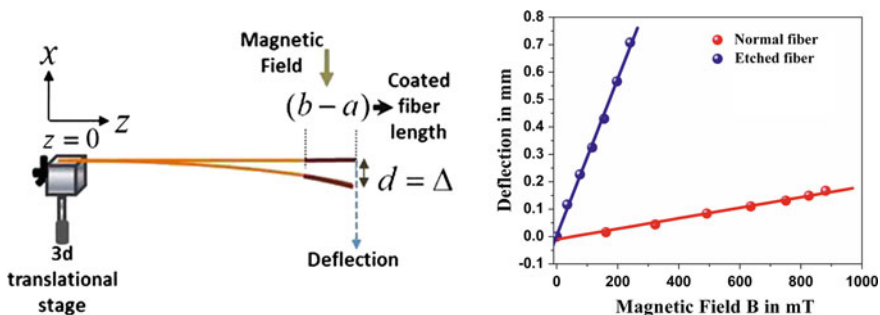 Magnetic
Field
x
(b − a)
Coated
fiber
length
z
z = 0
d = Δ
3d
translational
stage
Deflection
0.8
0.7
0.6
0.5
0.4
0.3
0.2
0.1
0.0
-0.1
Deflection in mm
Normal fiber
Etched fiber
0 200 400 600 800 1000
Magnetic Field B in mT